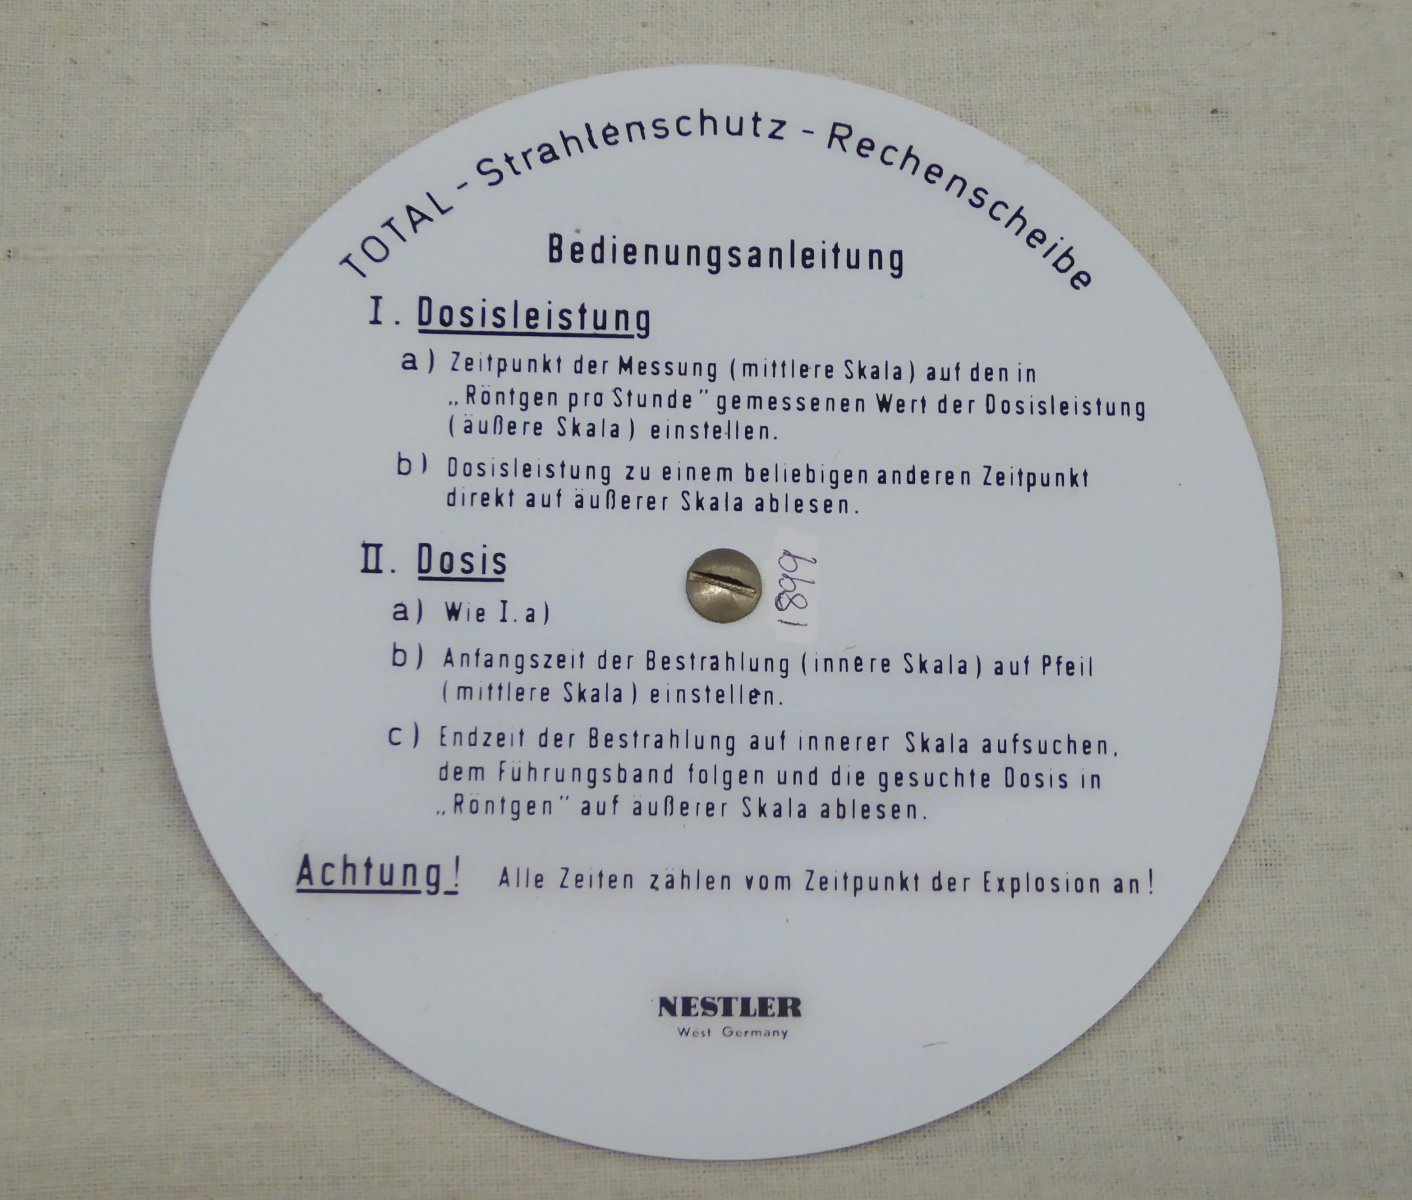 TOTAL - Strahlenschutz - Rechenscheibe
Bedienungsanleitung
I. Dosisleistung
a) Zeitpunkt der Messung (mittlere Skala) auf den in
„Röntgen pro Stunde" gemessenen Wert der Dosisleistung
(äußere Skala) einstellen.
b) Dosisleistung zu einem beliebigen anderen Zeitpunkt
direkt auf äußerer Skala ablesen.
II. Dosis
a) Wie I. a)
b) Anfangszeit der Bestrahlung (innere Skala) auf Pfeil
(mittlere Skala) einstellen.
c) Endzeit der Bestrahlung auf innerer Skala aufsuchen,
dem Führungsband folgen und die gesuchte Dosis in
„Röntgen" auf äußerer Skala ablesen.
Achtung! Alle Zeiten zählen vom Zeitpunkt der Explosion an!
NESTLER
West Germany